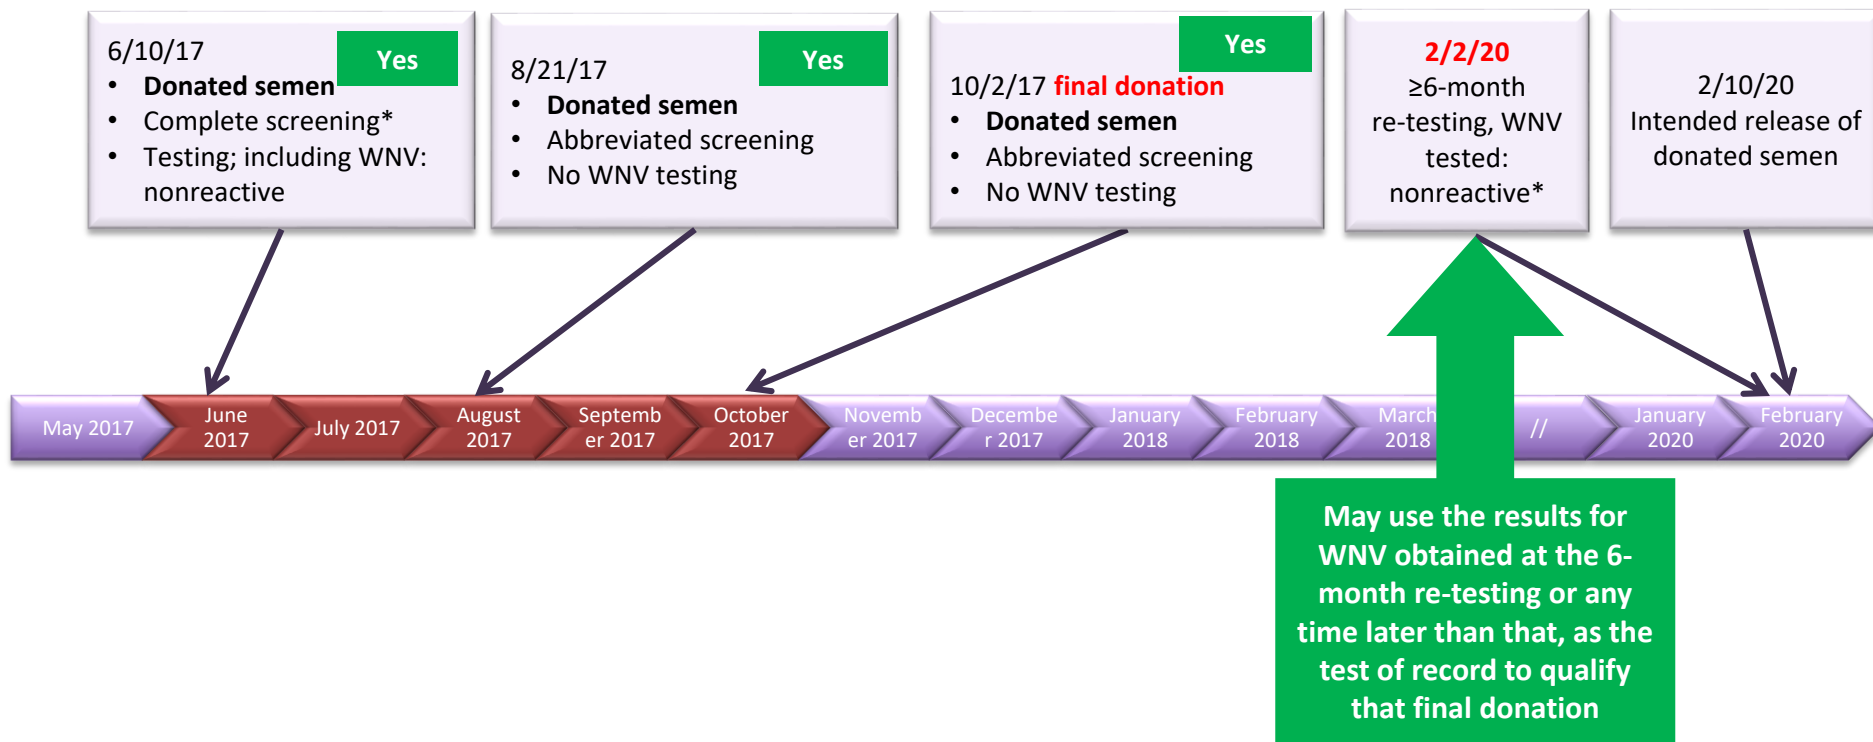 6/10/17
Yes
• Donated semen
• Complete screening*
• Testing; including WNV:
nonreactive
8/21/17
Yes
• Donated semen
• Abbreviated screening
• No WNV testing
Yes
10/2/17 final donation
• Donated semen
• Abbreviated screening
• No WNV testing
2/2/20
≥6-month
re-testing, WNV
tested:
nonreactive*
2/10/20
Intended release of
donated semen
May 2017
June
2017
July 2017
August
2017
Septemb
er 2017
October
2017
Novemb
er 2017
Decembe
r 2017
January
2018
February
2018
March
2018
//
January
2020
February
2020
May use the results for
WNV obtained at the 6-
month re-testing or any
time later than that, as the
test of record to qualify
that final donation